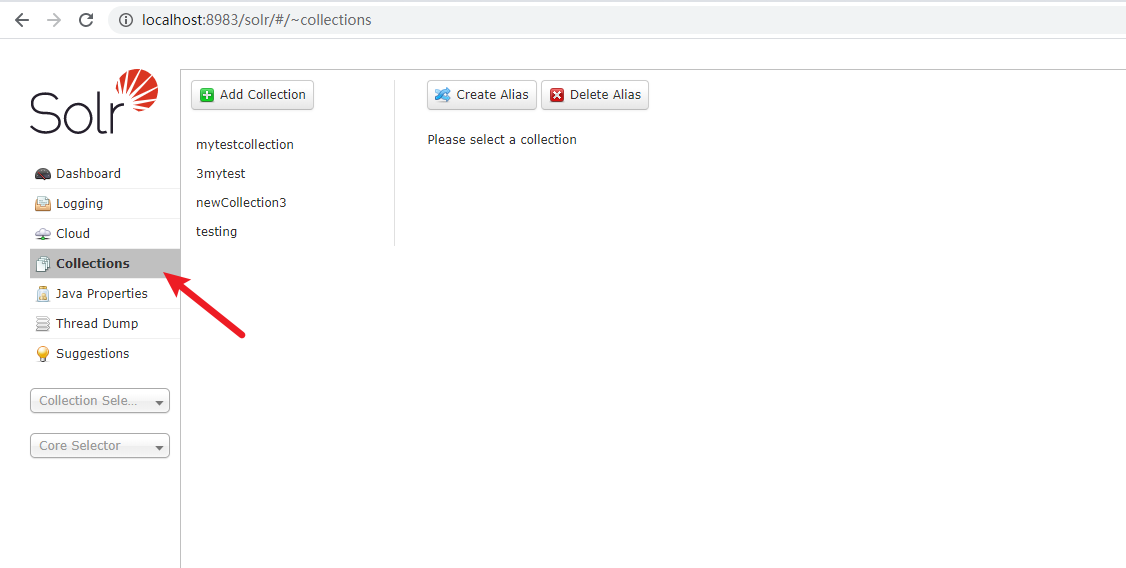 localhost:8983/solr/#/~collections
Solr
Dashboard
Logging
Cloud
Collections
Java Properties
Thread Dump
Suggestions
Collection Sele...
Core Selector
Add Collection
mytestcollection
3mytest
newCollection3
testing
Create Alias
Delete Alias
Please select a collection